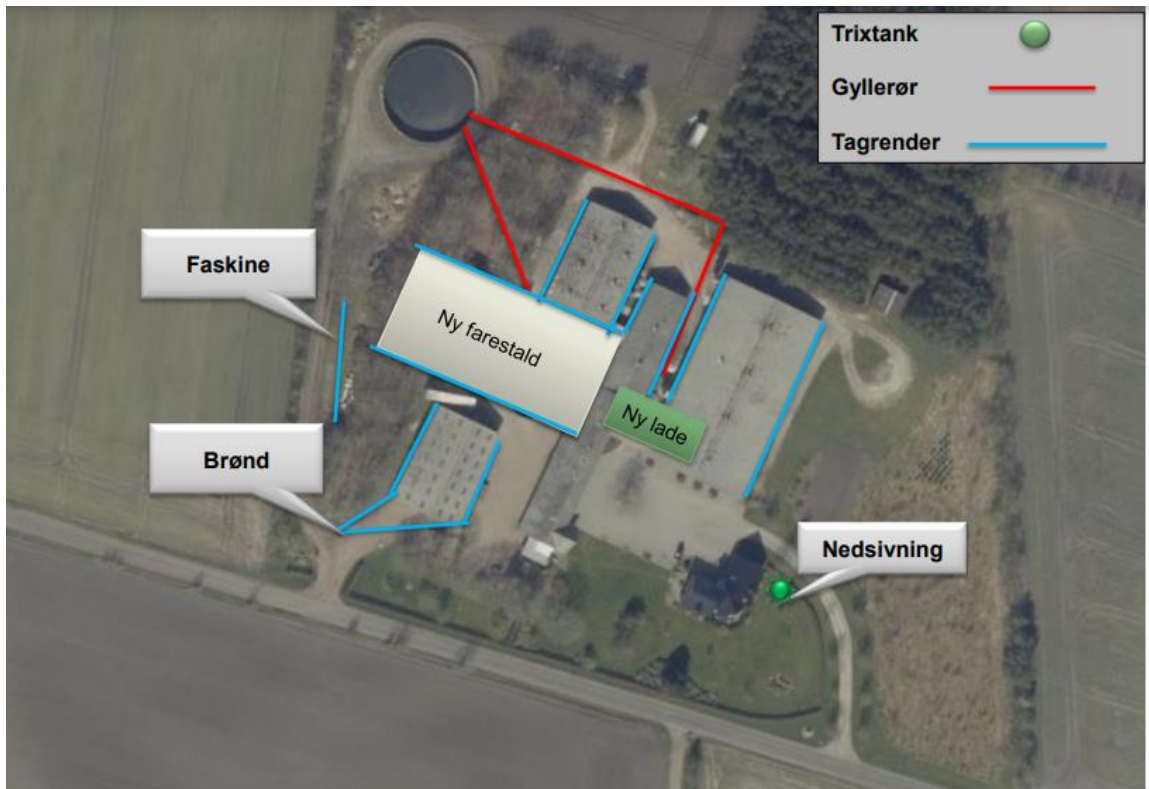 Trixtank
Gyllerør
Tagrender
Faskine
Ny farestald
Ny lade
Brønd
Nedsivning